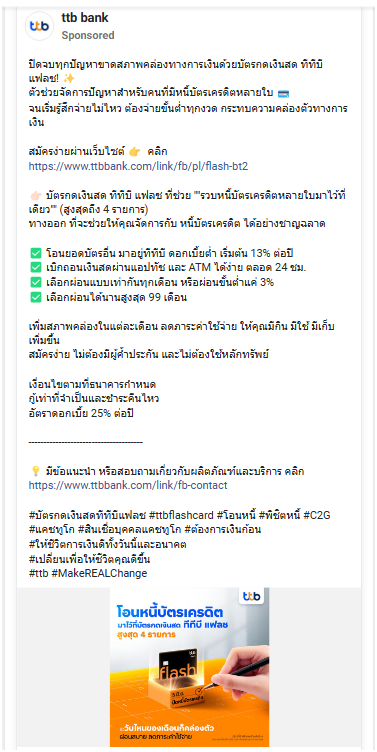 ttb
ttb bank
Sponsored
ปิดจบทุกปัญหาขาดสภาพคล่องทางการเงินด้วยบัตรกดเงินสด ทีทีบี
แฟลช! ✨
ตัวช่วยจัดการปัญหาสำหรับคนที่มีหนี้บัตรเครดิตหลายใบ 💳
จนเริ่มรู้สึกจ่ายไม่ไหว ต้องจ่ายขั้นต่ำทุกงวด กระทบความคล่องตัวทางการ
เงิน
สมัครง่ายผ่านเว็บไซต์ 👉 คลิก
https://www.ttbbank.com/link/fb/pl/flash-bt2
👉🏻 บัตรกดเงินสด ทีทีบี แฟลช ที่ช่วย ""รวบหนี้บัตรเครดิตหลายใบมาไว้ที่
เดียว"" (สูงสุดถึง 4 รายการ)
ทางออก ที่จะช่วยให้คุณจัดการกับ หนี้บัตรเครดิต ได้อย่างชาญฉลาด
✅ โอนยอดบัตรอื่น มาอยู่ทีทีบี ดอกเบี้ยต่ำ เริ่มต้น 13% ต่อปี
✅ เบิกถอนเงินสดผ่านแอปทัช และ ATM ได้ง่าย ตลอด 24 ชม.
✅ เลือกผ่อนแบบเท่ากันทุกเดือน หรือผ่อนขั้นต่ำแค่ 3%
✅ เลือกผ่อนได้นานสูงสุด 99 เดือน
เพิ่มสภาพคล่องในแต่ละเดือน ลดภาระค่าใช้จ่าย ให้คุณมีกิน มีใช้ มีเก็บ
เพิ่มขึ้น
สมัครง่าย ไม่ต้องมีผู้ค้ำประกัน และไม่ต้องใช้หลักทรัพย์
เงื่อนไขตามที่ธนาคารกำหนด
กู้เท่าที่จำเป็นและชำระคืนไหว
อัตราดอกเบี้ย 25% ต่อปี
--------------------------------------
💡 มีข้อแนะนำ หรือสอบถามเกี่ยวกับผลิตภัณฑ์และบริการ คลิก
https://www.ttbbank.com/link/fb-contact
#บัตรกดเงินสดทีทีบีแฟลช #ttbflashcard #โอนหนี้ #พิชิตหนี้ #C2G
#แคชทูโก #สินเชื่อบุคคลแคชทูโก #ต้องการเงินก่อน
#ให้ชีวิตการเงินดีทั้งวันนี้และอนาคต
#เปลี่ยนเพื่อให้ชีวิตคุณดีขึ้น
#ttb #MakeREALChange
ttb
โอนหนี้บัตรเครดิต
มาไว้ที่บัตรกดเงินสด ทีทีบี แฟลช
สูงสุด 4 รายการ
flash
ปิดหนี้บัตรเครดิต
วันไหนของเดือนก็คล่องตัว
ผ่อนสบาย ลดภาระค่าใช้จ่าย